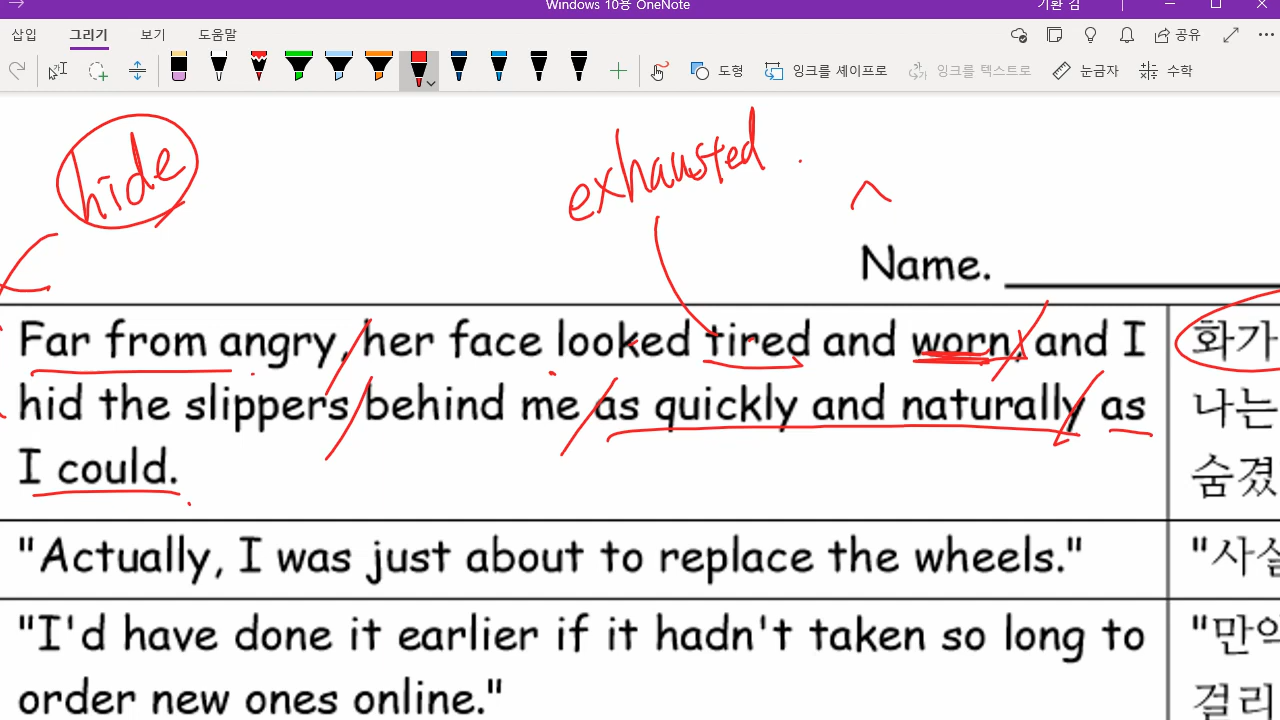 Windows 10용 OneNote
기환 김
삽입
그리기
보기
도움말
공유
도형
잉크를 셰이프로
잉크를 텍스트로
눈금자
수학
hide
exhausted
Name.
Far from angry, her face looked tired and worn, and I
hid the slippers behind me as quickly and naturally as
I could.
화가
나는
숨겼
"Actually, I was just about to replace the wheels."
"사실
"I'd have done it earlier if it hadn't taken so long to
order new ones online."
"만의
걸리